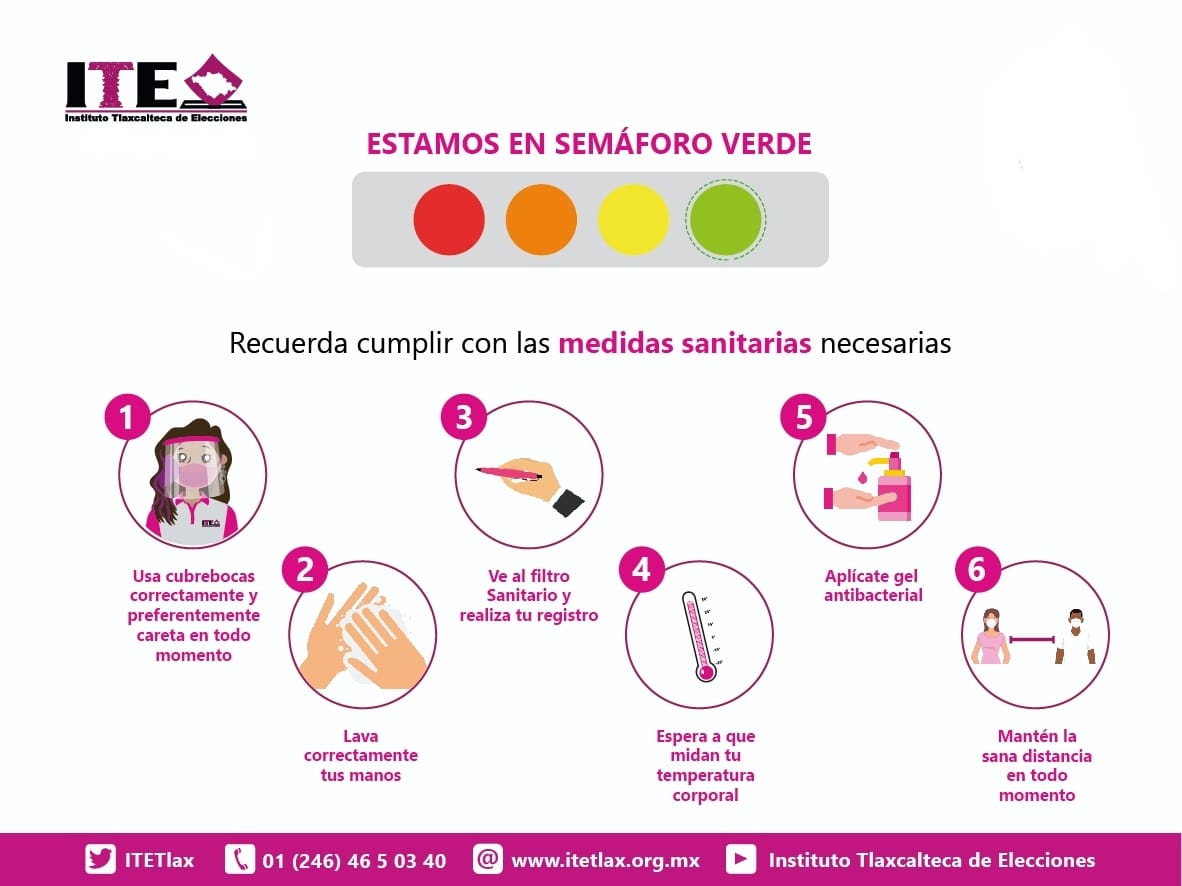 ITE
Instituto Tlaxcalteca de Elecciones
ESTAMOS EN SEMÁFORO VERDE
Recuerda cumplir con las medidas sanitarias necesarias
1
ITE
Usa cubrebocas
correctamente y
preferentemente
careta en todo
momento
2
Lava
correctamente
tus manos
3
Ve al filtro
Sanitario y
realiza tu registro
4
Espera a que
midan tu
temperatura
corporal
5
Aplícate gel
antibacterial
6
Mantén la
sana distancia
en todo
momento
ITETlax
01 (246) 46 5 03 40
@ www.itetlax.org.mx
Instituto Tlaxcalteca de Elecciones